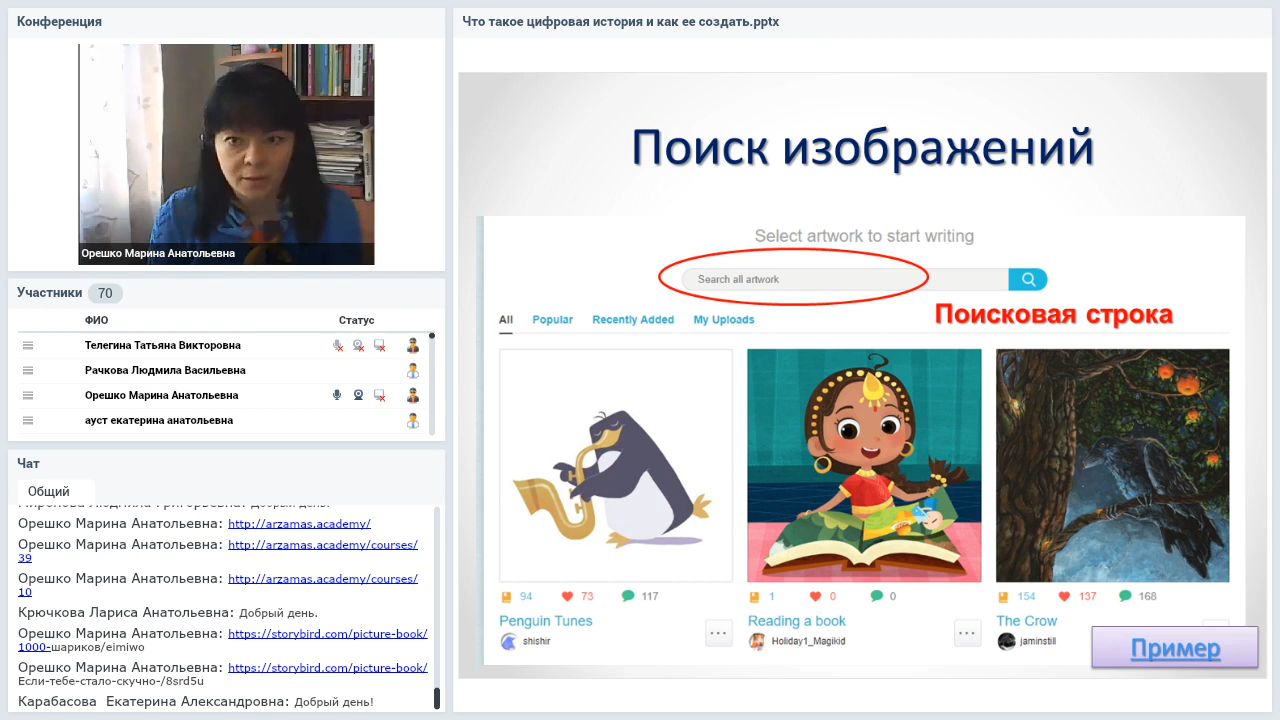 Конференция
Орешко Марина Анатольевна
Участники 70
ФИО Статус
Телегина Татьяна Викторовна
Рачкова Людмила Васильевна
Орешко Марина Анатольевна
ауст екатерина анатольевна
Чат
Общий
Орешко Марина Анатольевна: http://arzamas.academy/
Орешко Марина Анатольевна: http://arzamas.academy/courses/
39
Орешко Марина Анатольевна: http://arzamas.academy/courses/
10
Крючкова Лариса Анатольевна: Добрый день.
Орешко Марина Анатольевна: https://storybird.com/picture-book/
1000-шариков/eimiwo
Орешко Марина Анатольевна: https://storybird.com/picture-book/
Если-тебе-стало-скучно-/8srd5u
Карабасова Екатерина Александровна: Добрый день!
Что такое цифровая история и как ее создать.pptx
Поиск изображений
Select artwork to start writing
Search all artwork
Поисковая строка
All Popular Recently Added My Uploads
94 73 117
1 0 0
154 137 168
Penguin Tunes
shishir
Reading a book
Holiday1_Magikid
The Crow
jaminstill
Пример